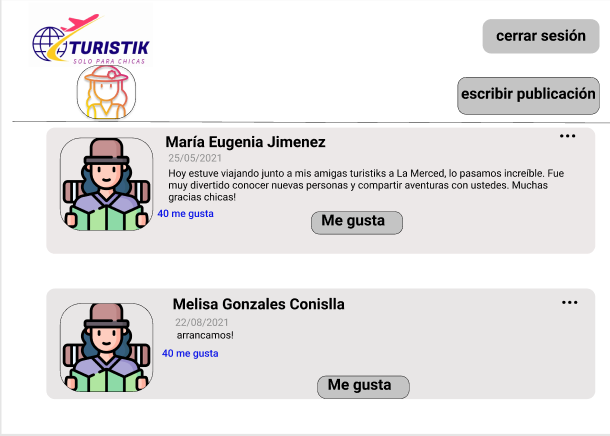 TURISTIK
SOLO PARA CHICAS
cerrar sesión
escribir publicación
María Eugenia Jimenez
25/05/2021
Hoy estuve viajando junto a mis amigas turistiks a La Merced, lo pasamos increíble. Fue
muy divertido conocer nuevas personas y compartir aventuras con ustedes. Muchas
gracias chicas!
40 me gusta
Me gusta
Melisa Gonzales Conislla
22/08/2021
arrancamos!
40 me gusta
Me gusta